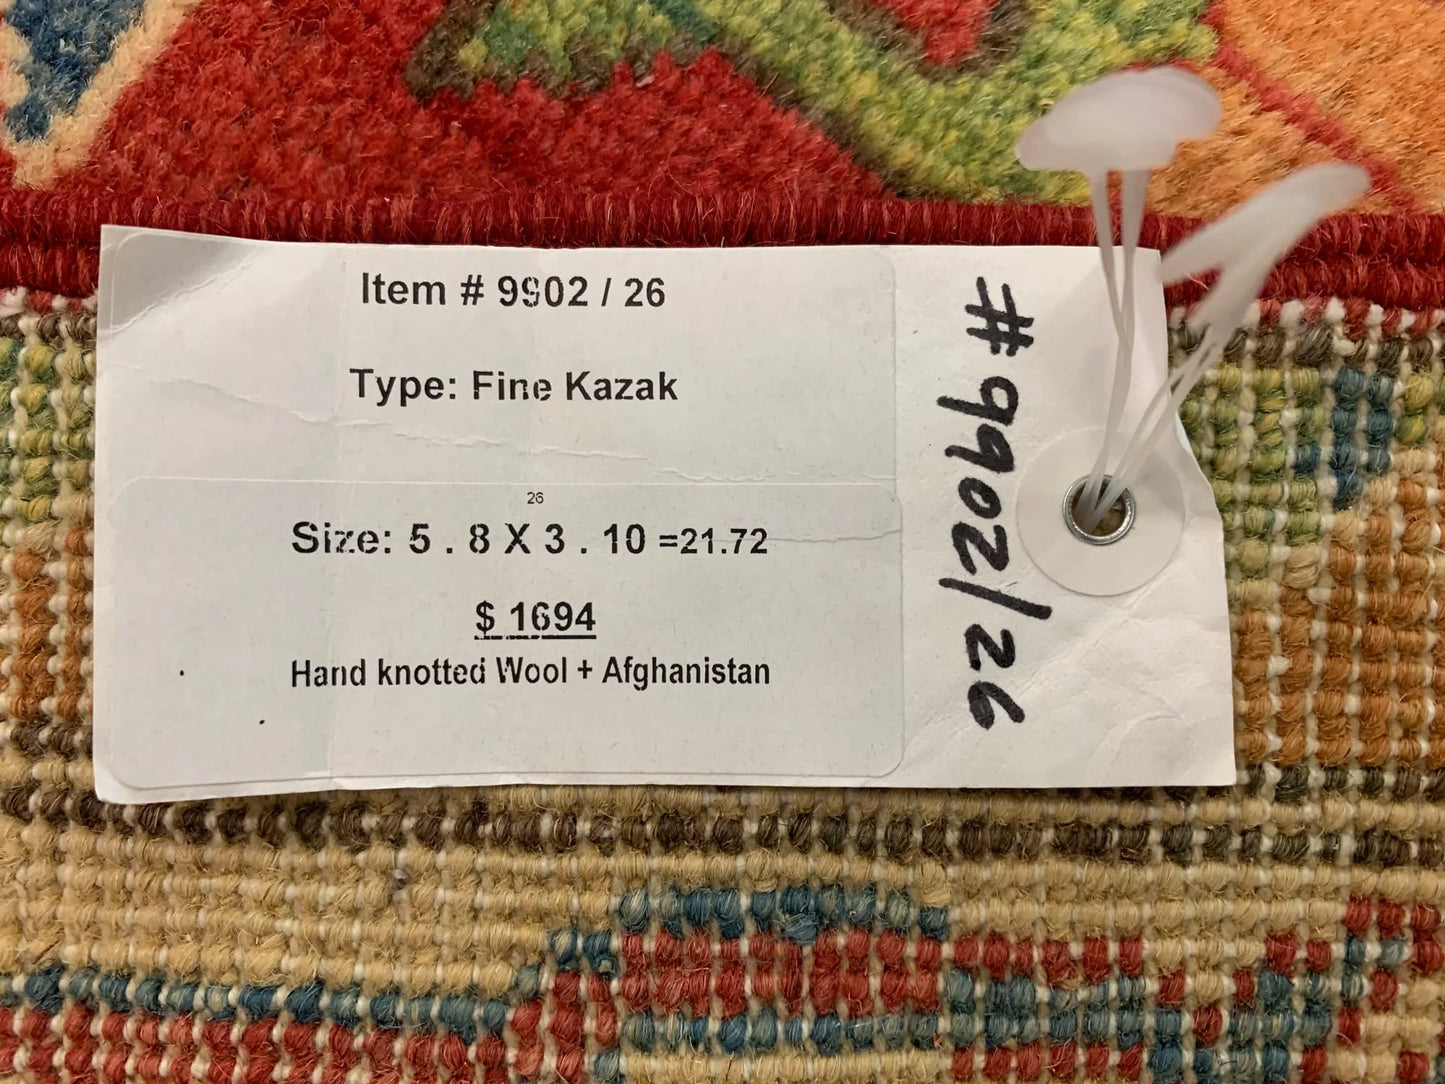 Item # 9902 / 26
Type: Fine Kazak
26
Size: 5 . 8 X 3 . 10 =21.72
$ 1694
Hand knotted Wool + Afghanistan
# 9902/26